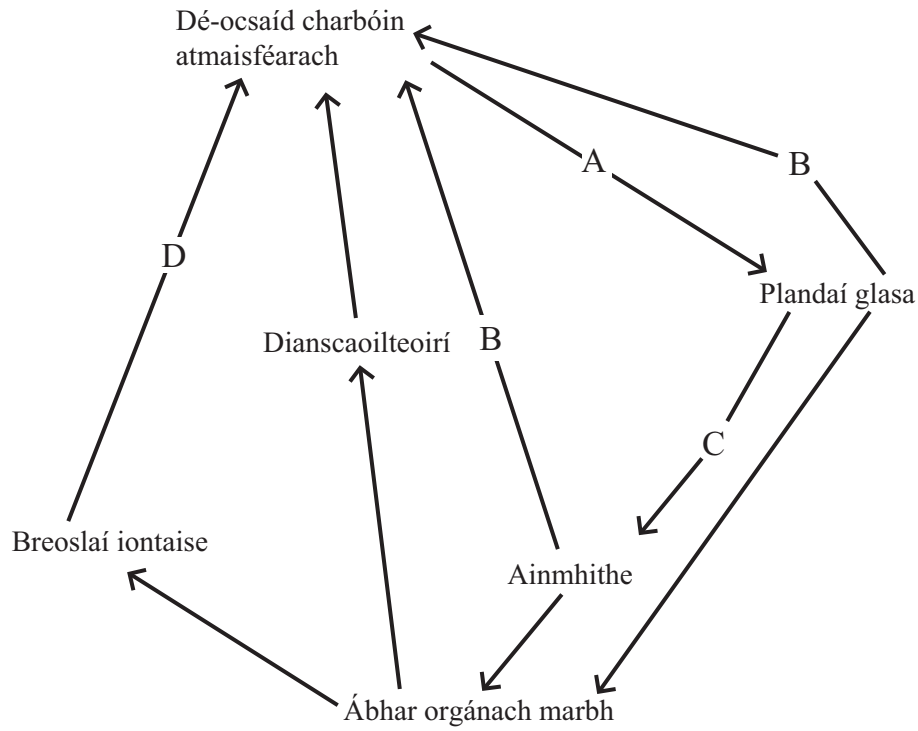 Dé-ocsaíd charbóin
atmaisféarach
A
B
D
Plandaí glasa
Dianscaoilteoirí
B
C
Breoslaí iontaise
Ainmhithe
Ábhar orgánach marbh